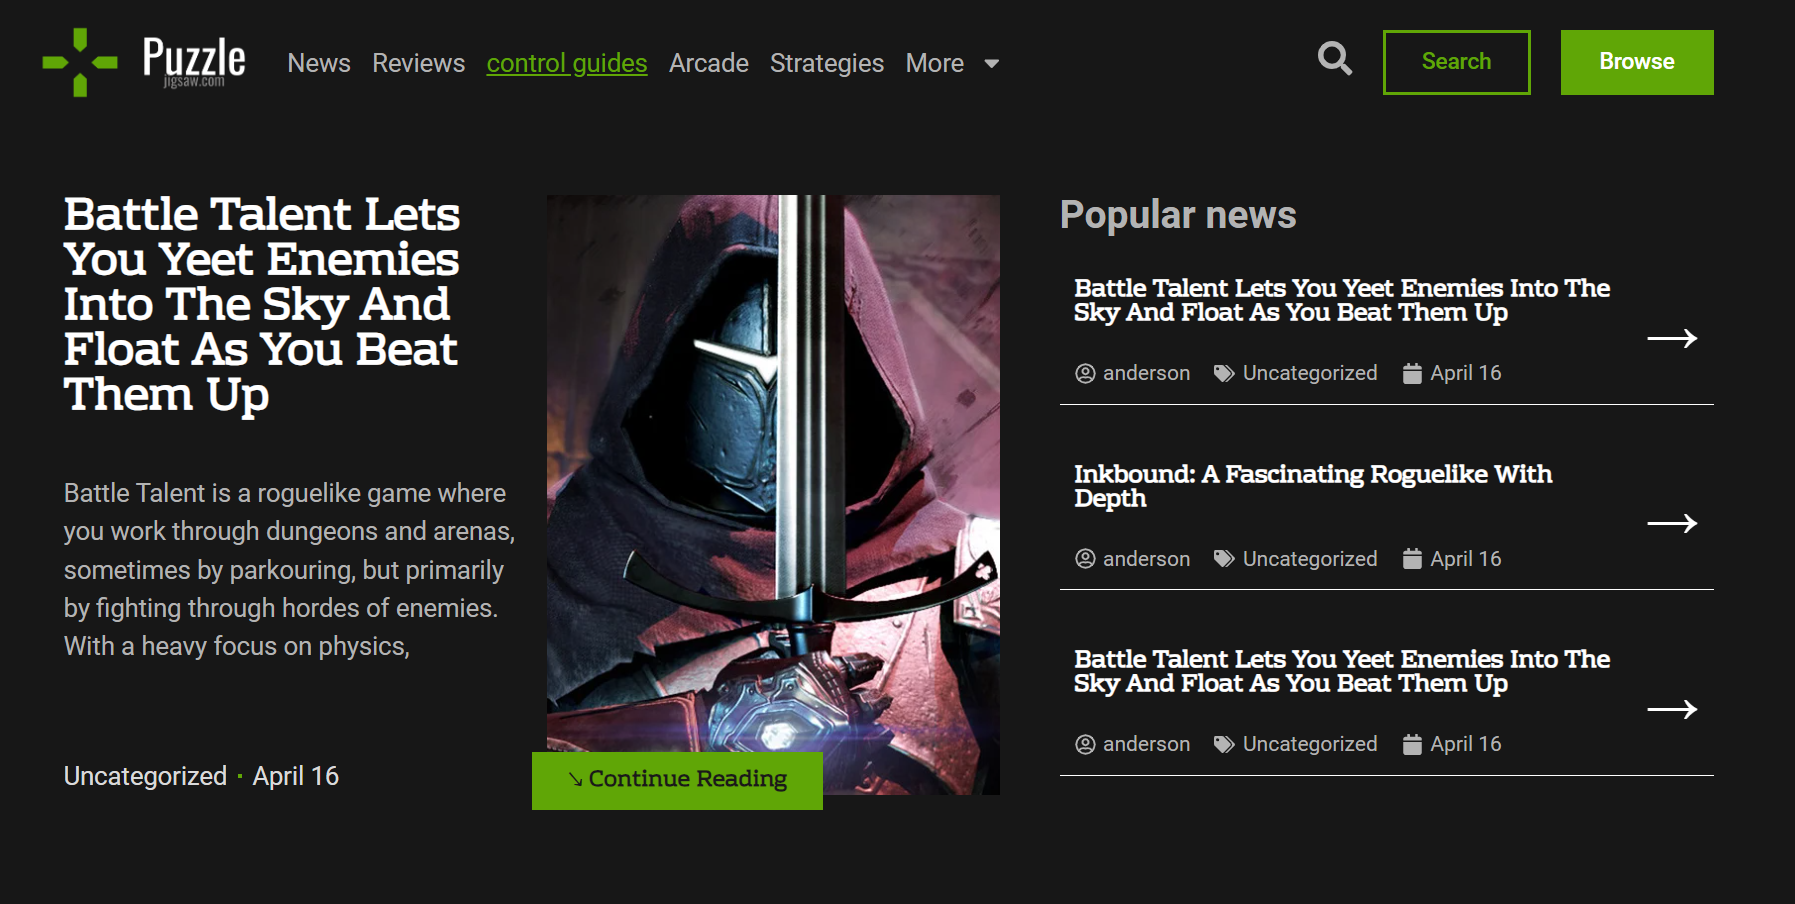 Puzzle
jigsaw.com
News Reviews control guides Arcade Strategies More
Search
Browse
Battle Talent Lets
You Yeet Enemies
Into The Sky And
Float As You Beat
Them Up
Battle Talent is a roguelike game where
you work through dungeons and arenas,
sometimes by parkouring, but primarily
by fighting through hordes of enemies.
With a heavy focus on physics,
Uncategorized · April 16
↘ Continue Reading
Popular news
Battle Talent Lets You Yeet Enemies Into The
Sky And Float As You Beat Them Up
anderson Uncategorized April 16
Inkbound: A Fascinating Roguelike With
Depth
anderson Uncategorized April 16
Battle Talent Lets You Yeet Enemies Into The
Sky And Float As You Beat Them Up
anderson Uncategorized April 16